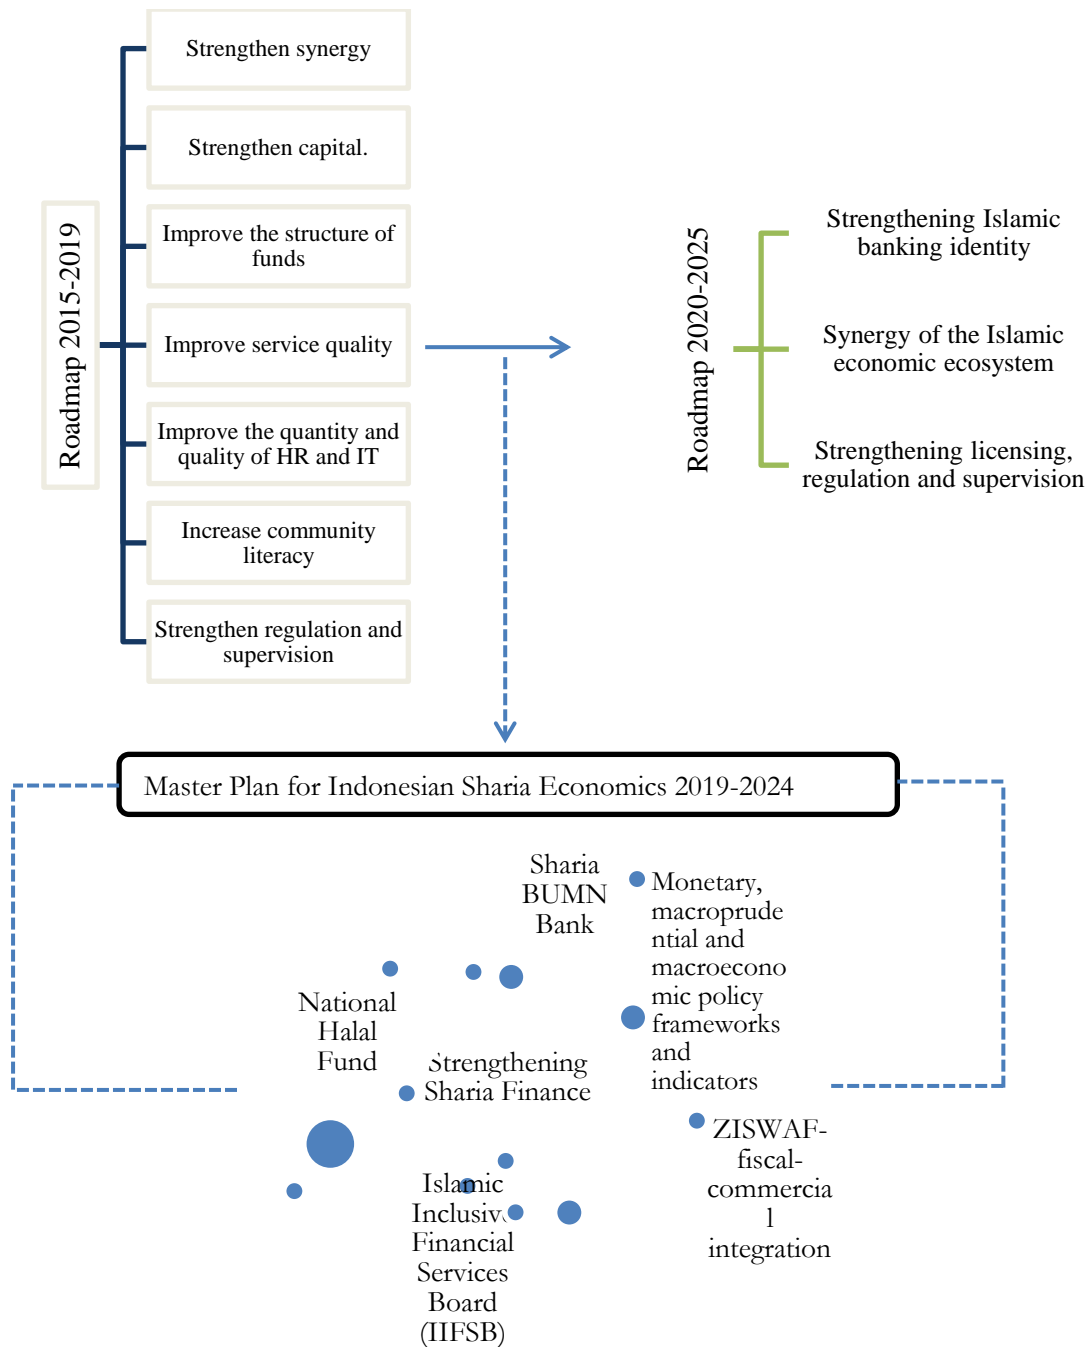 Roadmap 2015-2019
Strengthen synergy
Strengthen capital.
Improve the structure of
funds
Improve service quality
Improve the quantity and
quality of HR and IT
Increase community
literacy
Strengthen regulation and
supervision
Roadmap 2020-2025
Strengthening Islamic
banking identity
Synergy of the Islamic
economic ecosystem
Strengthening licensing,
regulation and supervision
Master Plan for Indonesian Sharia Economics 2019-2024
Sharia
BUMN
Bank
Monetary,
macroprude
ntial and
macroecono
mic policy
frameworks
and
indicators
National
Halal
Fund
Strengthening
Sharia Finance
ZISWAF-
fiscal-
commercia
l
integration
Islamic
Inclusive
Financial
Services
Board
(IIFSB)